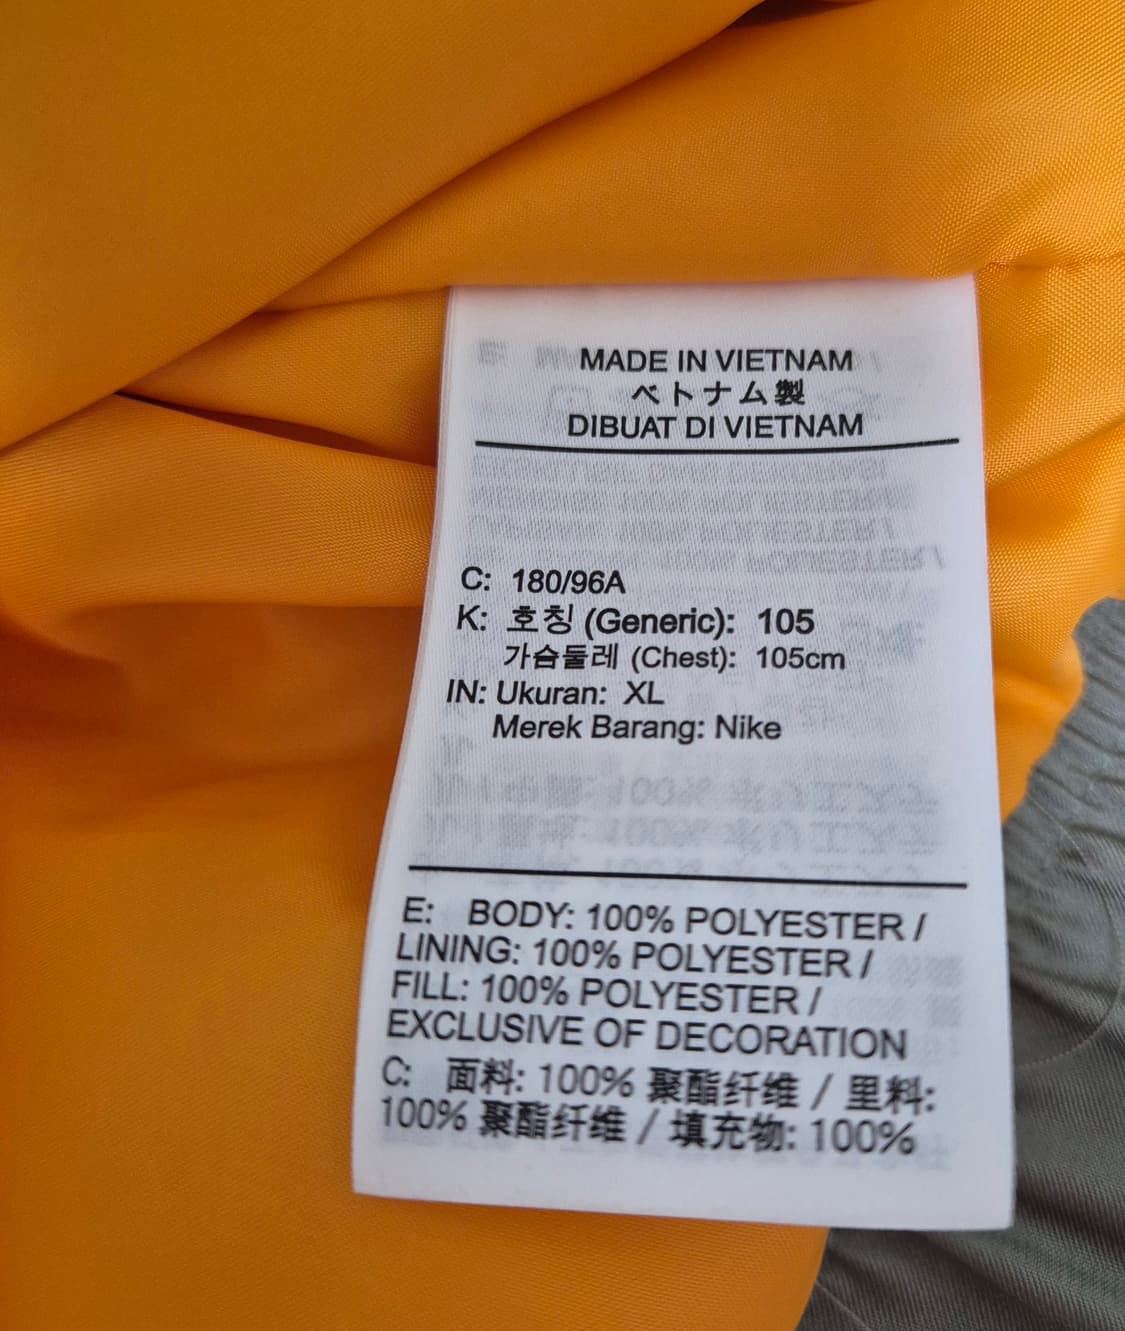 MADE IN VIETNAM
ベトナム製
DIBUAT DI VIETNAM
C: 180/96A
K: 호칭 (Generic): 105
가슴둘레 (Chest): 105cm
IN: Ukuran: XL
Merek Barang: Nike
E: BODY: 100% POLYESTER /
LINING: 100% POLYESTER /
FILL: 100% POLYESTER /
EXCLUSIVE OF DECORATION
C: 面料: 100% 聚酯纤维 / 里料:
100% 聚酯纤维 / 填充物: 100%